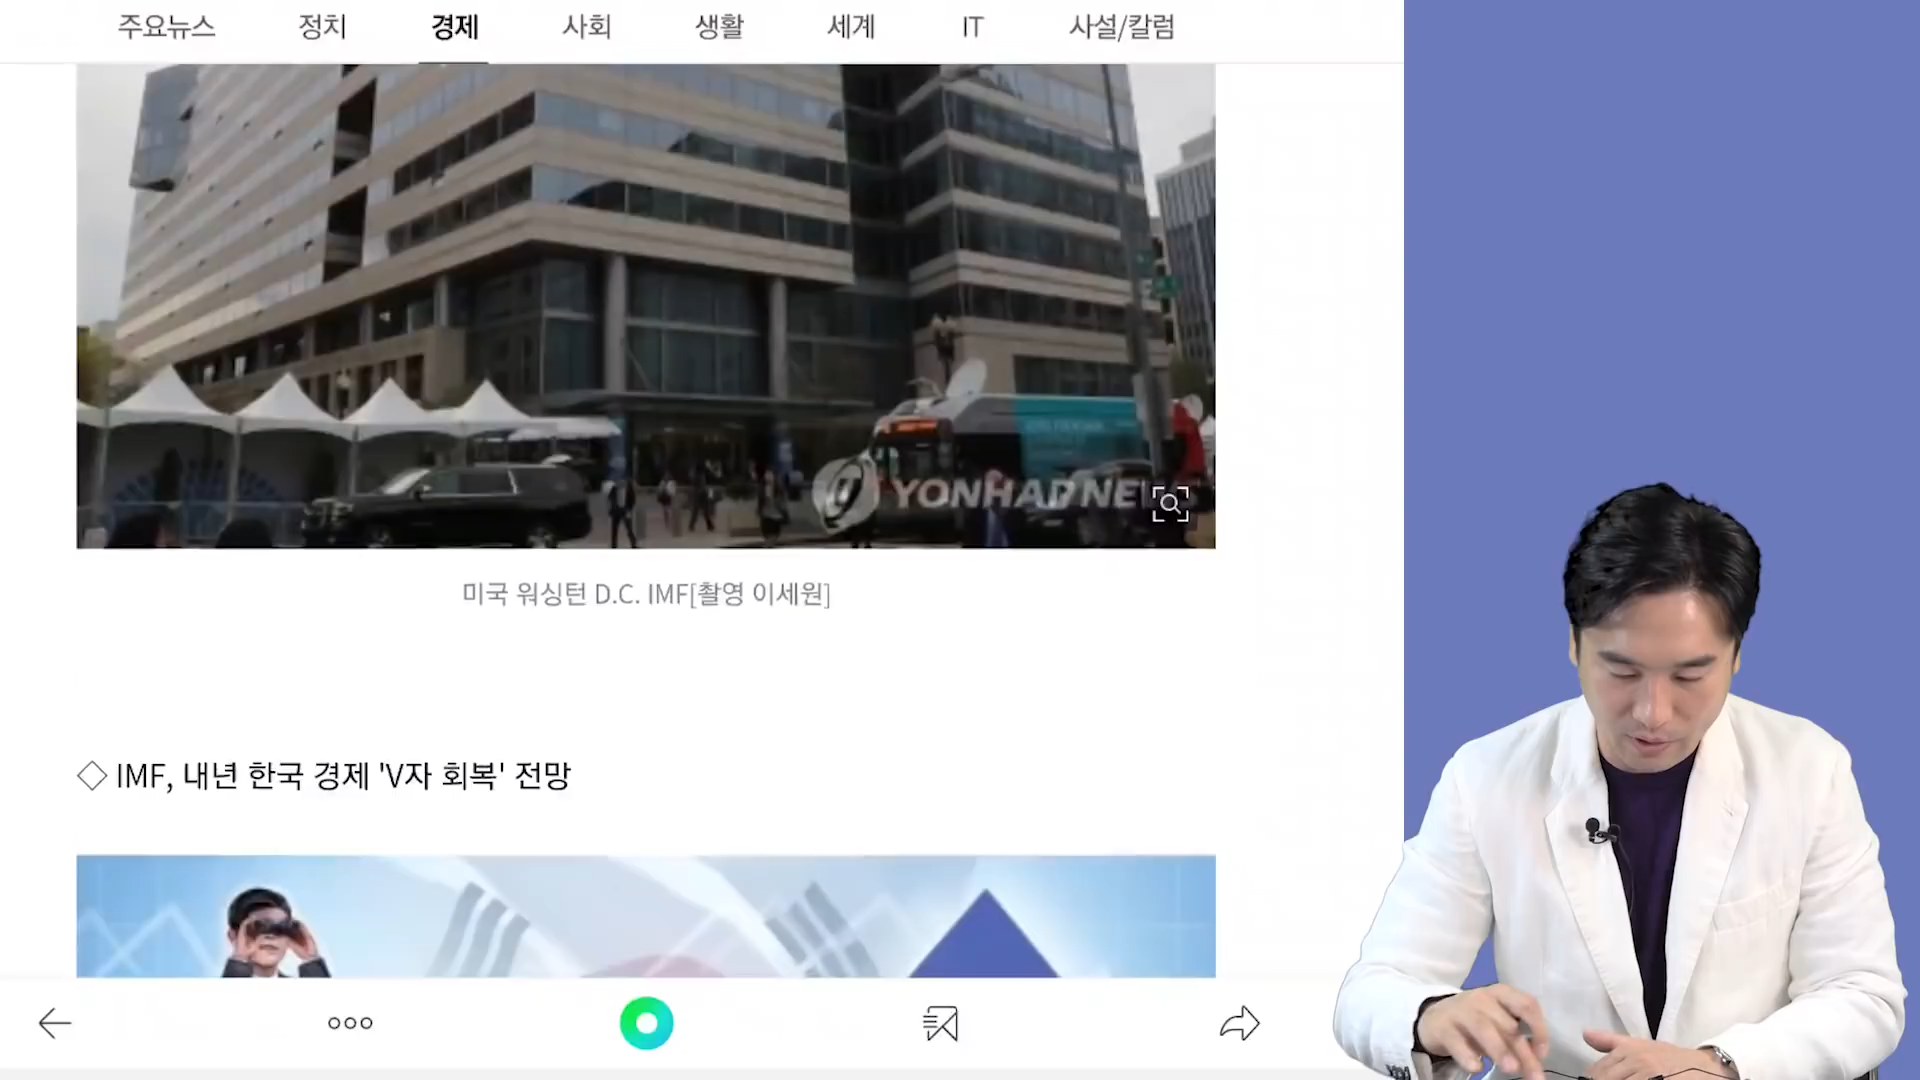 주요뉴스 정치 경제 사회 생활 세계 IT 사설/칼럼
YONHAPNE
미국 워싱턴 D.C. IMF[촬영 이세원]
◇ IMF, 내년 한국 경제 'V자 회복' 전망